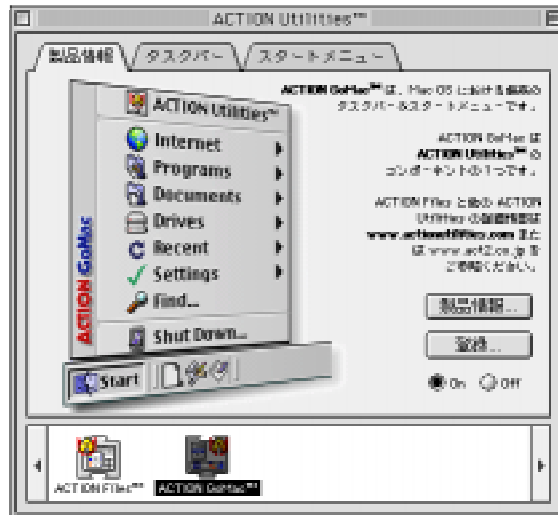 ACTION Utilities™
製品情報
タスクバー
スタートメニュー
ACTION Utilities™
Internet
Programs
Documents
Drives
Recent
Settings
Find...
Shut Down...
ACTION GoMac
Start
ACTION GoMac™ は、Mac OS における最高の
タスクバー&スタートメニューです。
ACTION GoMac は
ACTION Utilities™ の
コンポーネントの1つです。
ACTION Files と他の ACTION
Utilities の
www.actionutilities.com また
は www.act2.co.jp を
ご参照ください。
製品情報...
登録...
On
Off
ACTION Files™
ACTION GoMac™